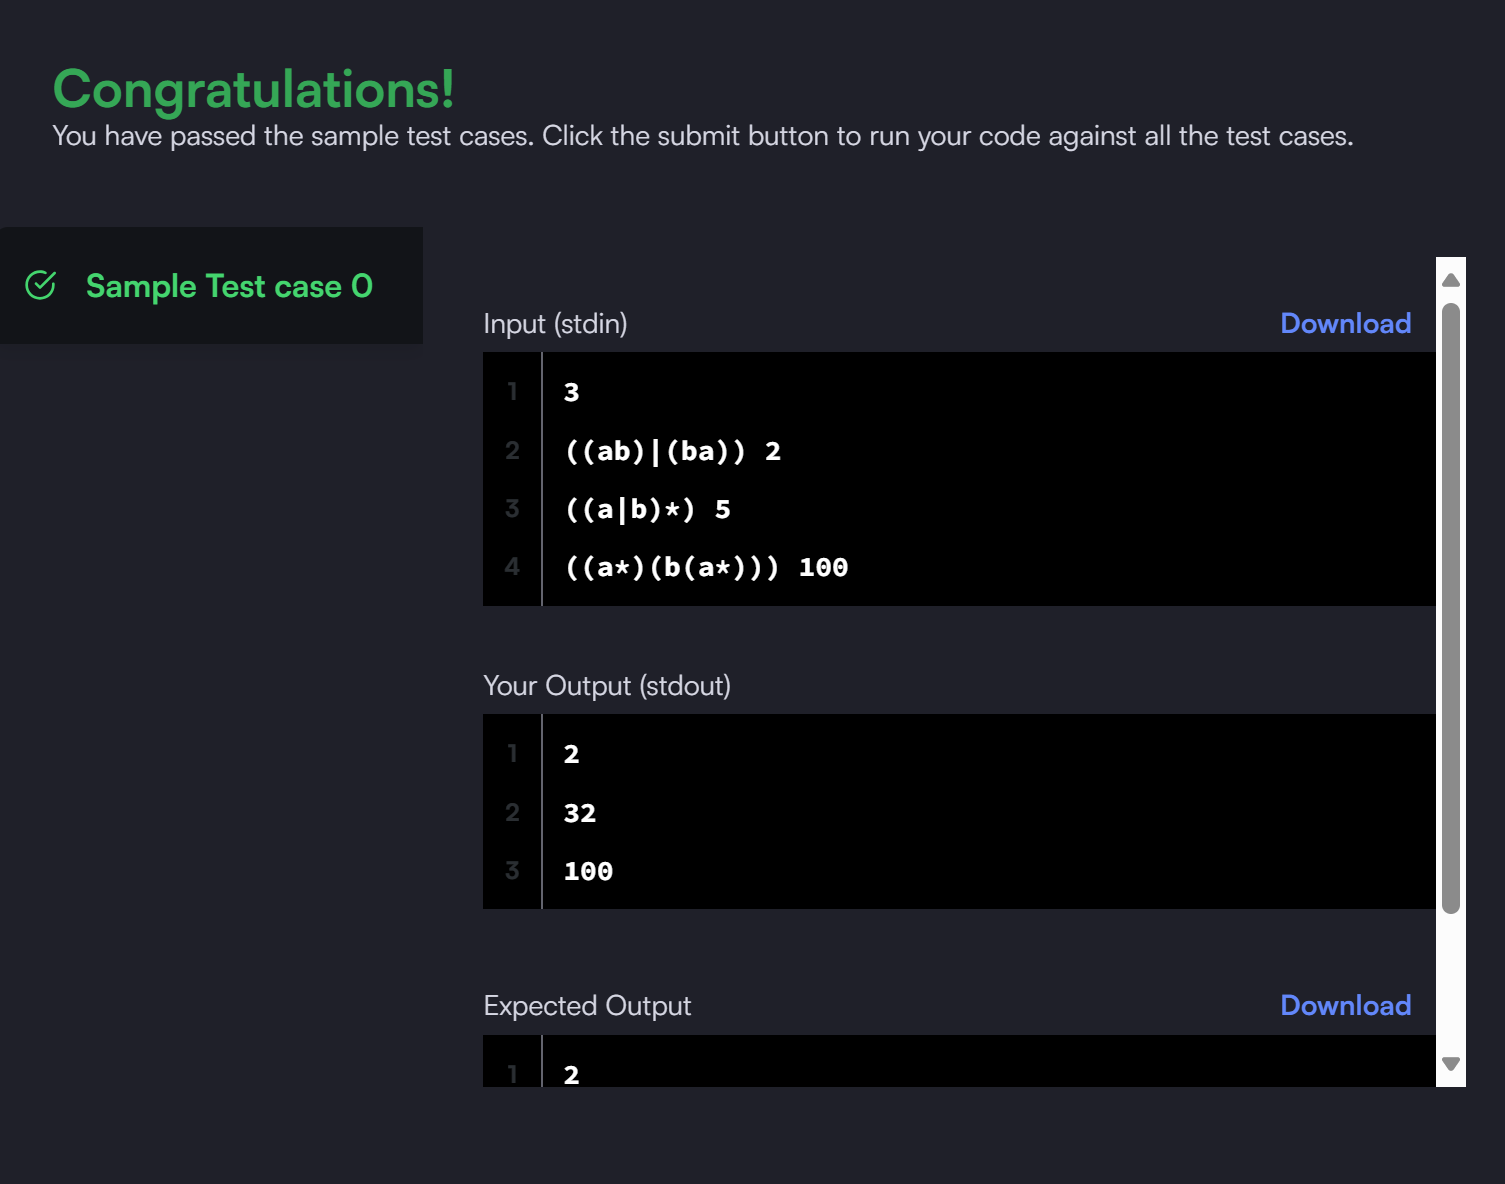 Congratulations!
You have passed the sample test cases. Click the submit button to run your code against all the test cases.
Sample Test case 0
Input (stdin)
Download
1 3
2 ((ab)|(ba)) 2
3 ((a|b)*) 5
4 ((a*)(b(a*))) 100
Your Output (stdout)
1 2
2 32
3 100
Expected Output
Download
1 2